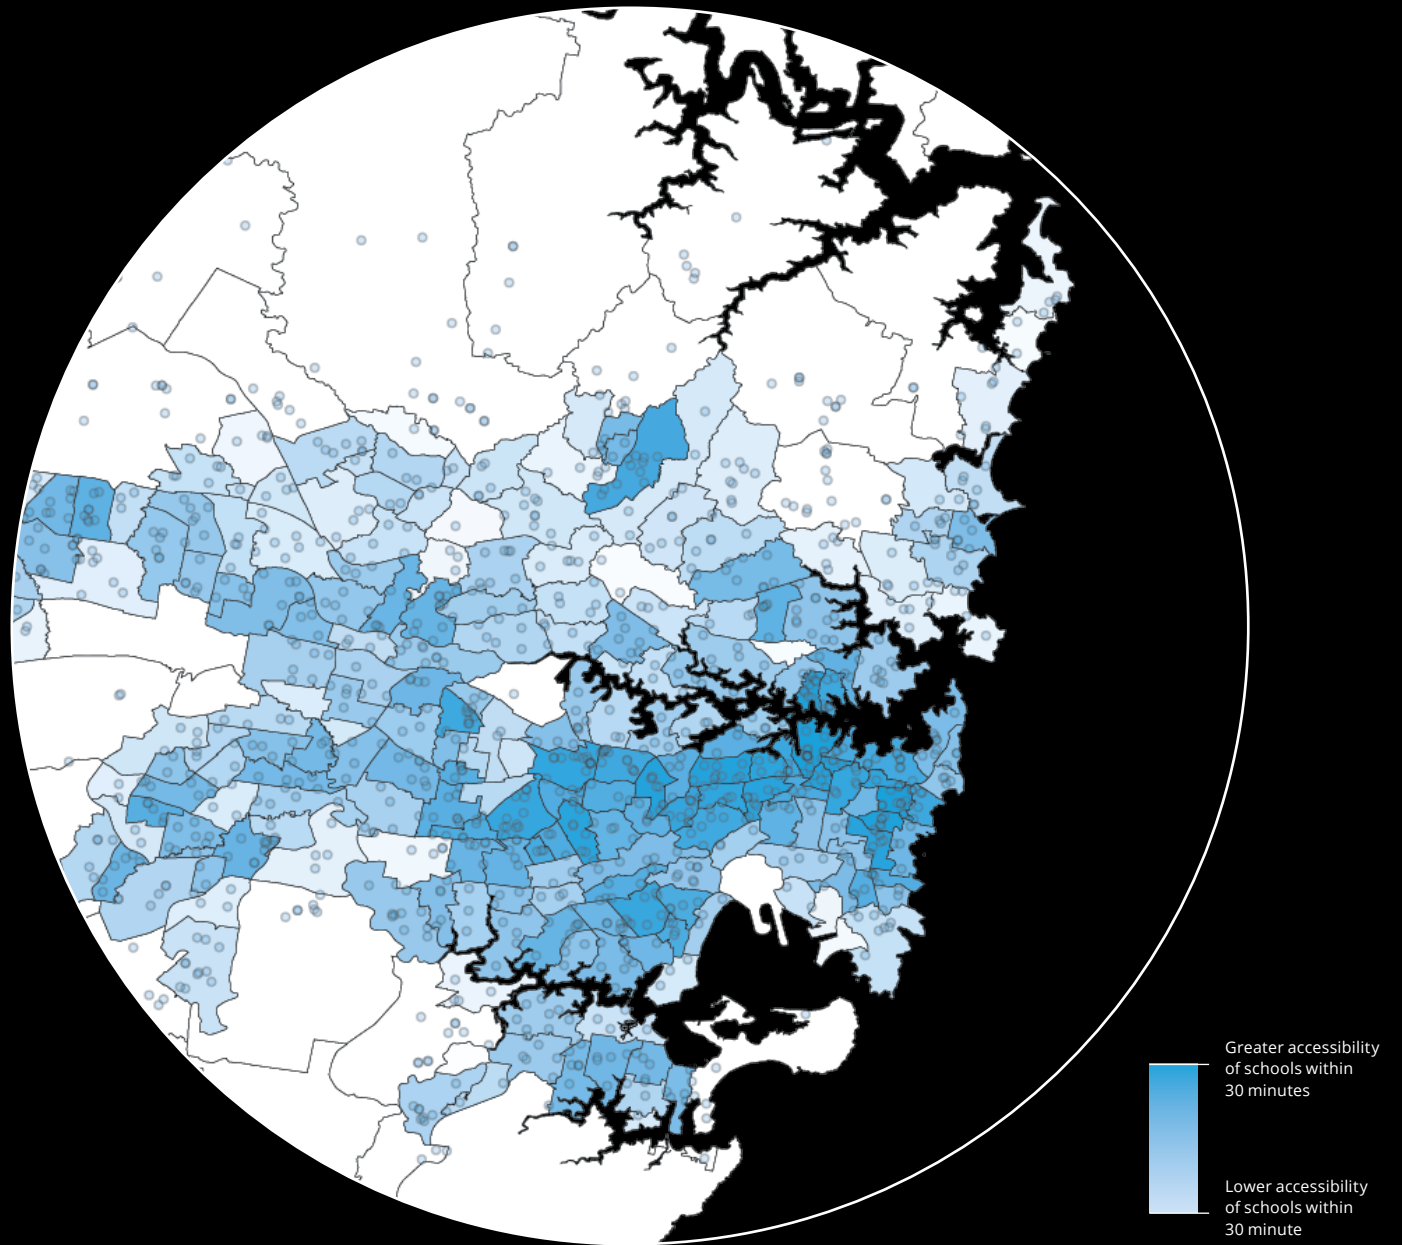 Greater accessibility
of schools within
30 minutes
Lower accessibility
of schools within
30 minute